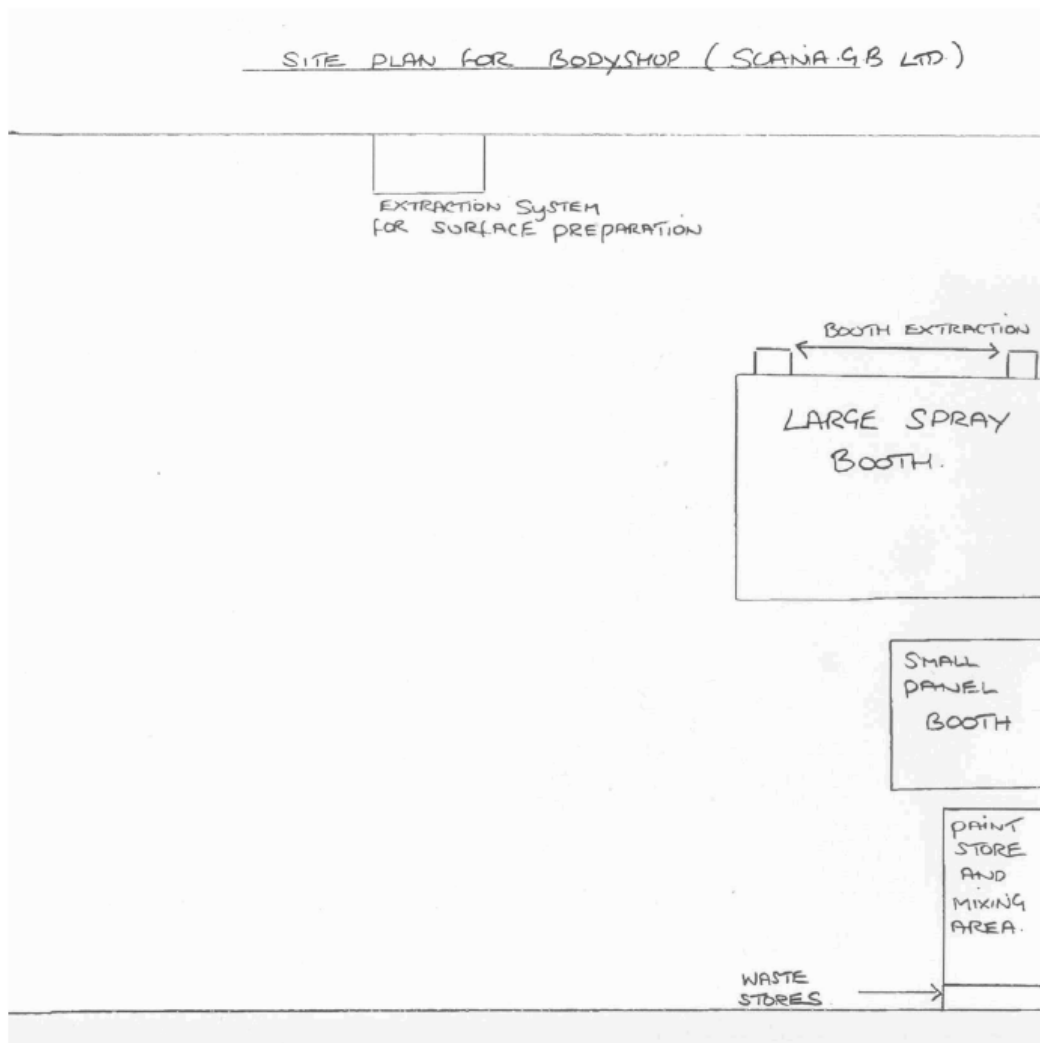 SITE PLAN FOR BODYSHOP (SCANIA.GB LTD.)
EXTRACTION SYSTEM
FOR SURFACE PREPARATION
BOOTH EXTRACTION
LARGE SPRAY
BOOTH.
SMALL
PANEL
BOOTH
PAINT
STORE
AND
MIXING
AREA.
WASTE
STORES